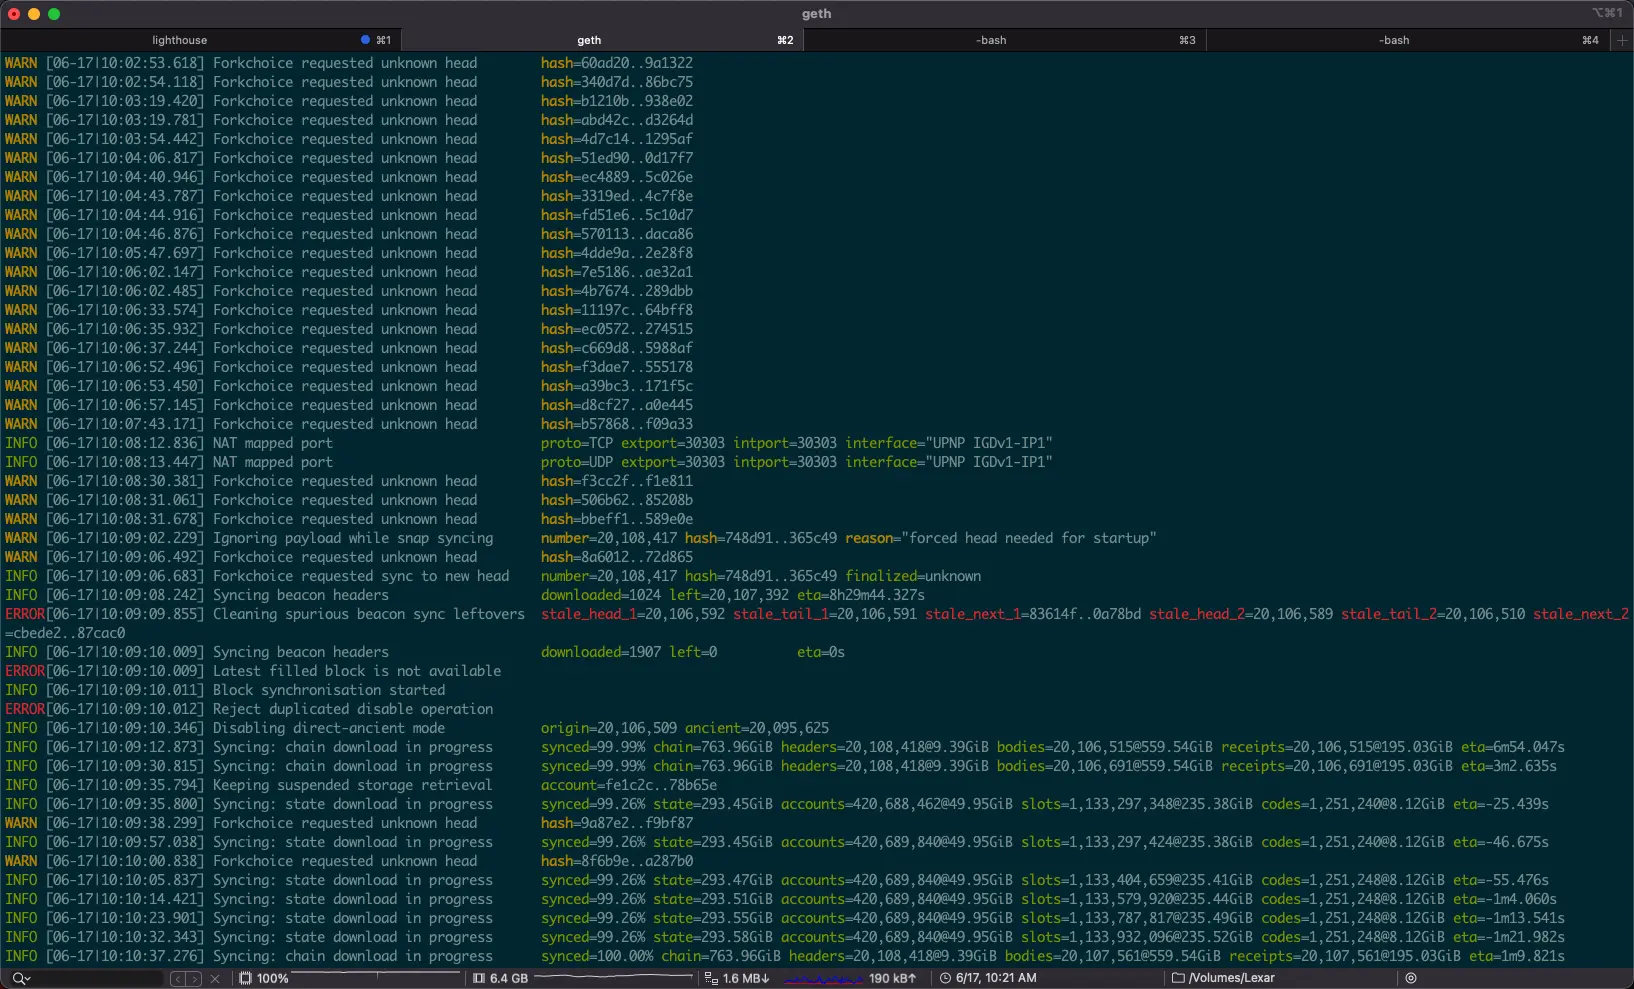 geth
⌥⌘1
lighthouse ⌘1 geth ⌘2 -bash ⌘3 -bash ⌘4 +
WARN [06-17|10:02:53.618] Forkchoice requested unknown head hash=60ad20..9a1322
WARN [06-17|10:02:54.118] Forkchoice requested unknown head hash=340d7d..86bc75
WARN [06-17|10:03:19.420] Forkchoice requested unknown head hash=b1210b..938e02
WARN [06-17|10:03:19.781] Forkchoice requested unknown head hash=abd42c..d3264d
WARN [06-17|10:03:54.442] Forkchoice requested unknown head hash=4d7c14..1295af
WARN [06-17|10:04:06.817] Forkchoice requested unknown head hash=51ed90..0d17f7
WARN [06-17|10:04:40.946] Forkchoice requested unknown head hash=ec4889..5c026e
WARN [06-17|10:04:43.787] Forkchoice requested unknown head hash=3319ed..4c7f8e
WARN [06-17|10:04:44.916] Forkchoice requested unknown head hash=fd51e6..5c10d7
WARN [06-17|10:04:46.876] Forkchoice requested unknown head hash=570113..daca86
WARN [06-17|10:05:47.697] Forkchoice requested unknown head hash=4dde9a..2e28f8
WARN [06-17|10:06:02.147] Forkchoice requested unknown head hash=7e5186..ae32a1
WARN [06-17|10:06:02.485] Forkchoice requested unknown head hash=4b7674..289dbb
WARN [06-17|10:06:33.574] Forkchoice requested unknown head hash=11197c..64bff8
WARN [06-17|10:06:35.932] Forkchoice requested unknown head hash=ec0572..274515
WARN [06-17|10:06:37.244] Forkchoice requested unknown head hash=c669d8..5988af
WARN [06-17|10:06:52.496] Forkchoice requested unknown head hash=f3dae7..555178
WARN [06-17|10:06:53.450] Forkchoice requested unknown head hash=a39bc3..171f5c
WARN [06-17|10:06:57.145] Forkchoice requested unknown head hash=d8cf27..a0e445
WARN [06-17|10:07:43.171] Forkchoice requested unknown head hash=b57868..f09a33
INFO [06-17|10:08:12.836] NAT mapped port proto=TCP extport=30303 intport=30303 interface="UPNP IGDv1-IP1"
INFO [06-17|10:08:13.447] NAT mapped port proto=UDP extport=30303 intport=30303 interface="UPNP IGDv1-IP1"
WARN [06-17|10:08:30.381] Forkchoice requested unknown head hash=f3cc2f..f1e811
WARN [06-17|10:08:31.061] Forkchoice requested unknown head hash=506b62..85208b
WARN [06-17|10:08:31.678] Forkchoice requested unknown head hash=bbeff1..589e0e
WARN [06-17|10:09:02.229] Ignoring payload while snap syncing number=20,108,417 hash=748d91..365c49 reason="forced head needed for startup"
WARN [06-17|10:09:06.492] Forkchoice requested unknown head hash=8a6012..72d865
INFO [06-17|10:09:06.683] Forkchoice requested sync to new head number=20,108,417 hash=748d91..365c49 finalized=unknown
INFO [06-17|10:09:08.242] Syncing beacon headers downloaded=1024 left=20,107,392 eta=8h29m44.327s
ERROR[06-17|10:09:09.855] Cleaning spurious beacon sync leftovers stale_head_1=20,106,592 stale_tail_1=20,106,591 stale_next_1=83614f..0a78bd stale_head_2=20,106,589 stale_tail_2=20,106,510 stale_next_2
=cbede2..87cac0
INFO [06-17|10:09:10.009] Syncing beacon headers downloaded=1907 left=0 eta=0s
ERROR[06-17|10:09:10.009] Latest filled block is not available
INFO [06-17|10:09:10.011] Block synchronisation started
ERROR[06-17|10:09:10.012] Reject duplicated disable operation
INFO [06-17|10:09:10.346] Disabling direct-ancient mode origin=20,106,509 ancient=20,095,625
INFO [06-17|10:09:12.873] Syncing: chain download in progress synced=99.99% chain=763.96GiB headers=20,108,418@9.39GiB bodies=20,106,515@559.54GiB receipts=20,106,515@195.03GiB eta=6m54.047s
INFO [06-17|10:09:30.815] Syncing: chain download in progress synced=99.99% chain=763.96GiB headers=20,108,418@9.39GiB bodies=20,106,691@559.54GiB receipts=20,106,691@195.03GiB eta=3m2.635s
INFO [06-17|10:09:35.794] Keeping suspended storage retrieval account=fe1c2c..78b65e
INFO [06-17|10:09:35.800] Syncing: state download in progress synced=99.26% state=293.45GiB accounts=420,688,462@49.95GiB slots=1,133,297,348@235.38GiB codes=1,251,240@8.12GiB eta=-25.439s
WARN [06-17|10:09:38.299] Forkchoice requested unknown head hash=9a87e2..f9bf87
INFO [06-17|10:09:57.038] Syncing: state download in progress synced=99.26% state=293.45GiB accounts=420,689,840@49.95GiB slots=1,133,297,424@235.38GiB codes=1,251,240@8.12GiB eta=-46.675s
WARN [06-17|10:10:00.838] Forkchoice requested unknown head hash=8f6b9e..a287b0
INFO [06-17|10:10:05.837] Syncing: state download in progress synced=99.26% state=293.47GiB accounts=420,689,840@49.95GiB slots=1,133,404,659@235.41GiB codes=1,251,248@8.12GiB eta=-55.476s
INFO [06-17|10:10:14.421] Syncing: state download in progress synced=99.26% state=293.51GiB accounts=420,689,840@49.95GiB slots=1,133,579,920@235.44GiB codes=1,251,248@8.12GiB eta=-1m4.060s
INFO [06-17|10:10:23.901] Syncing: state download in progress synced=99.26% state=293.55GiB accounts=420,689,840@49.95GiB slots=1,133,787,817@235.49GiB codes=1,251,248@8.12GiB eta=-1m13.541s
INFO [06-17|10:10:32.343] Syncing: state download in progress synced=99.26% state=293.58GiB accounts=420,689,840@49.95GiB slots=1,133,932,096@235.52GiB codes=1,251,248@8.12GiB eta=-1m21.982s
INFO [06-17|10:10:37.276] Syncing: chain download in progress synced=100.00% chain=763.96GiB headers=20,108,418@9.39GiB bodies=20,107,561@559.54GiB receipts=20,107,561@195.03GiB eta=1m9.821s
100% 6.4 GB 1.6 MB↓ 190 kB↑ 6/17, 10:21 AM /Volumes/Lexar